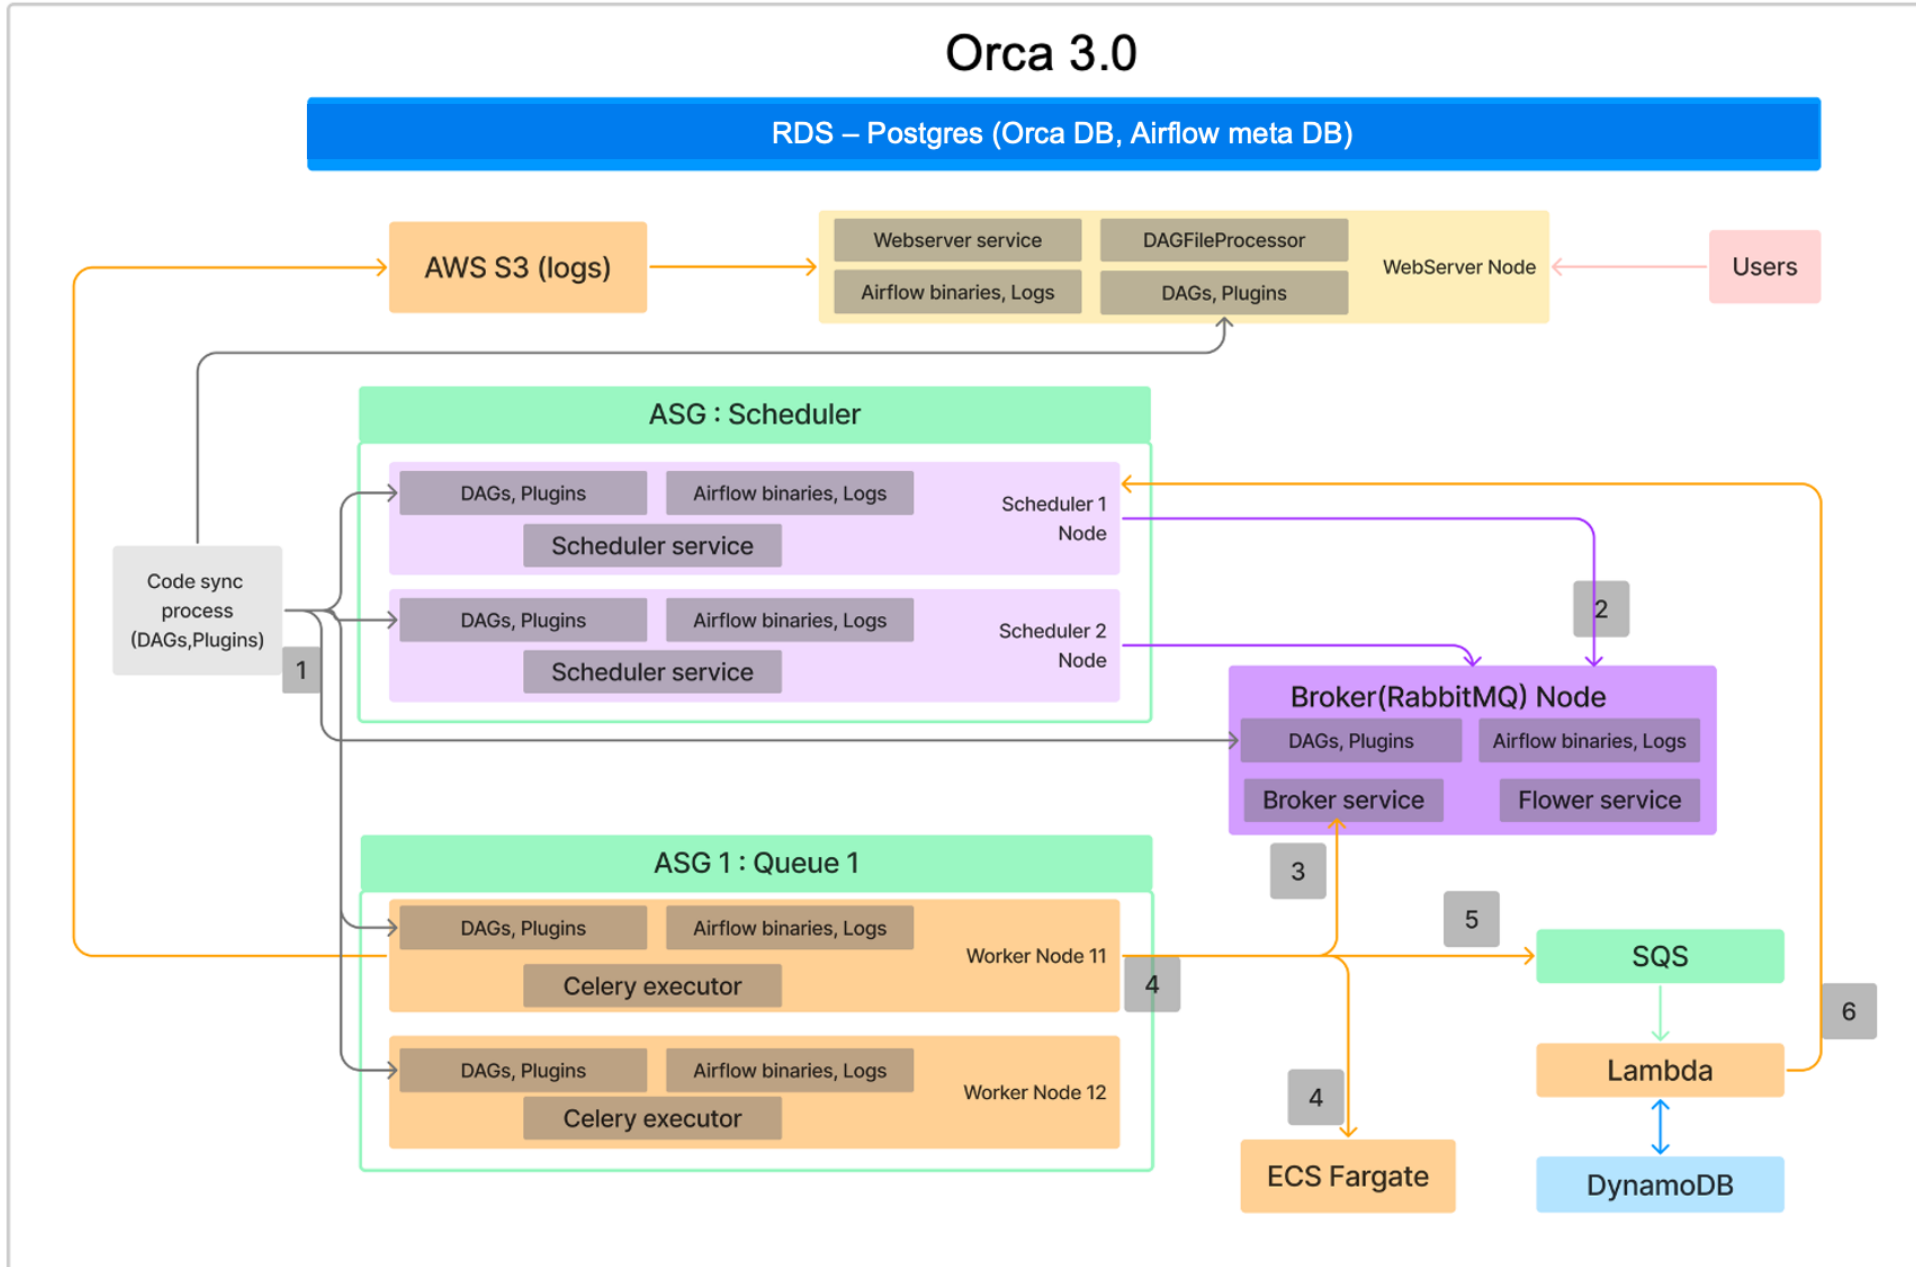 Orca 3.0
RDS – Postgres (Orca DB, Airflow meta DB)
AWS S3 (logs)
Webserver service
DAGFileProcessor
Airflow binaries, Logs
DAGs, Plugins
WebServer Node
Users
ASG : Scheduler
DAGs, Plugins
Airflow binaries, Logs
Scheduler service
Scheduler 1
Node
DAGs, Plugins
Airflow binaries, Logs
Scheduler service
Scheduler 2
Node
Code sync
process
(DAGs,Plugins)
1
2
Broker(RabbitMQ) Node
DAGs, Plugins
Airflow binaries, Logs
Broker service
Flower service
3
ASG 1 : Queue 1
DAGs, Plugins
Airflow binaries, Logs
Celery executor
Worker Node 11
4
DAGs, Plugins
Airflow binaries, Logs
Celery executor
Worker Node 12
5
SQS
6
Lambda
4
ECS Fargate
DynamoDB